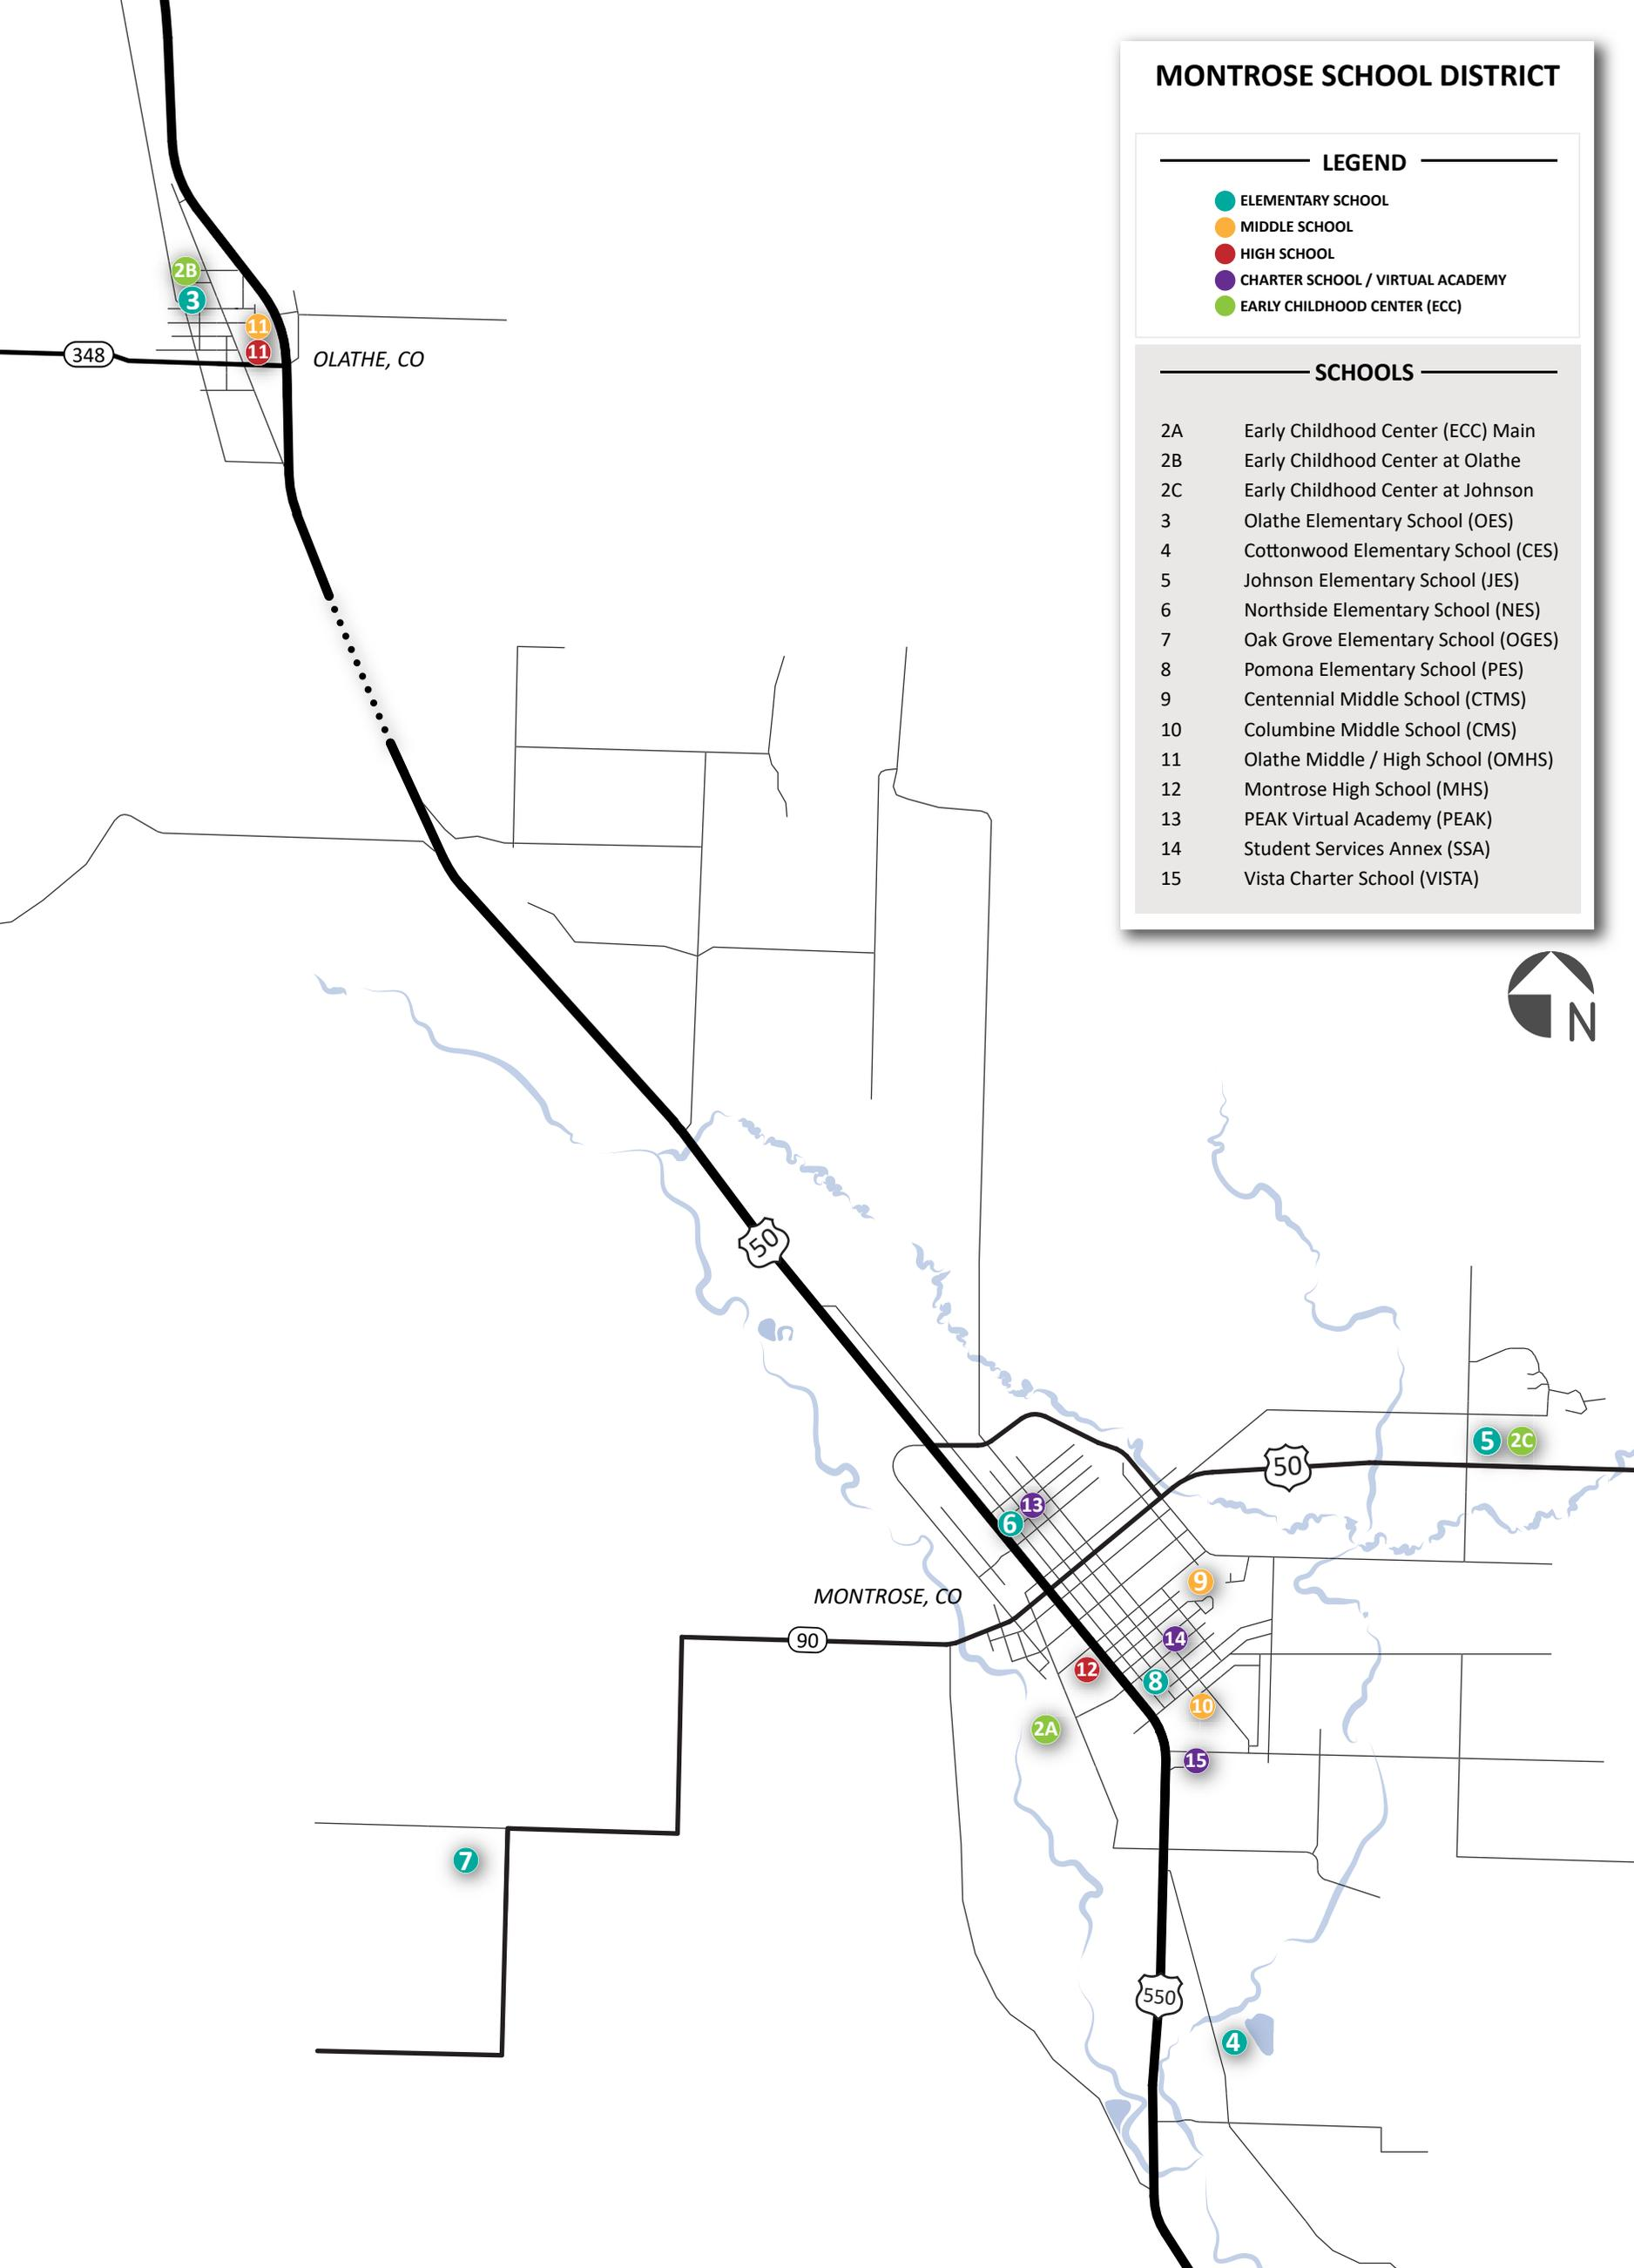 MONTROSE SCHOOL DISTRICT
LEGEND
ELEMENTARY SCHOOL
MIDDLE SCHOOL
HIGH SCHOOL
CHARTER SCHOOL / VIRTUAL ACADEMY
EARLY CHILDHOOD CENTER (ECC)
SCHOOLS
2A Early Childhood Center (ECC) Main
2B Early Childhood Center at Olathe
2C Early Childhood Center at Johnson
3 Olathe Elementary School (OES)
4 Cottonwood Elementary School (CES)
5 Johnson Elementary School (JES)
6 Northside Elementary School (NES)
7 Oak Grove Elementary School (OGES)
8 Pomona Elementary School (PES)
9 Centennial Middle School (CTMS)
10 Columbine Middle School (CMS)
11 Olathe Middle / High School (OMHS)
12 Montrose High School (MHS)
13 PEAK Virtual Academy (PEAK)
14 Student Services Annex (SSA)
15 Vista Charter School (VISTA)
N
2B
3
11
11
348
OLATHE, CO
50
5
2C
50
13
6
9
MONTROSE, CO
90
14
12
8
10
2A
15
7
550
4